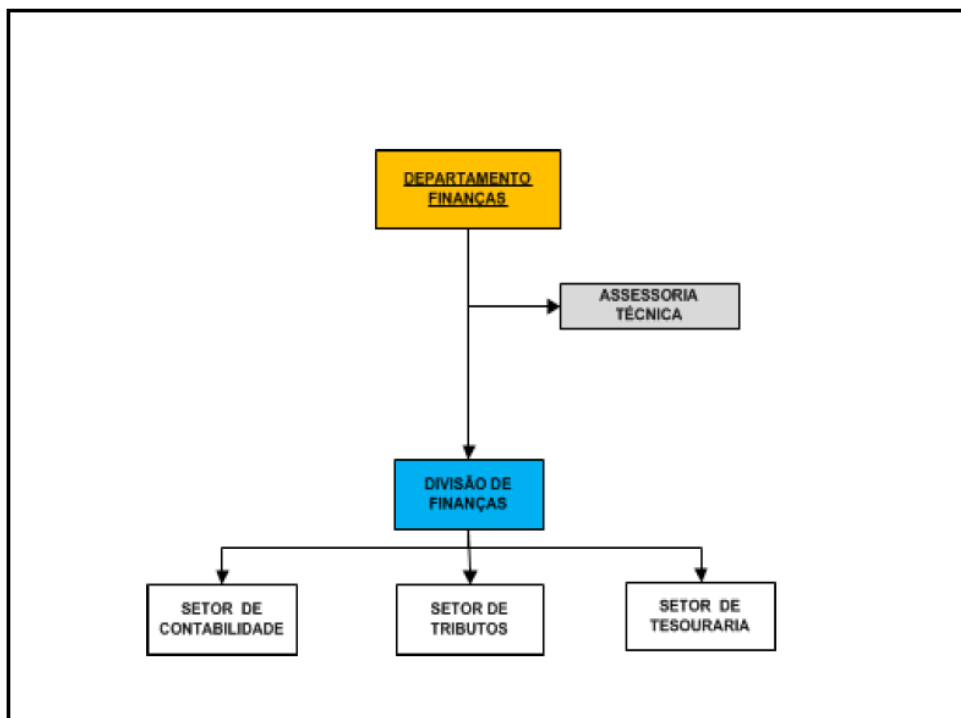 DEPARTAMENTO
FINANÇAS
ASSESSORIA
TÉCNICA
DIVISÃO DE
FINANÇAS
SETOR DE
CONTABILIDADE
SETOR DE
TRIBUTOS
SETOR DE
TESOURARIA